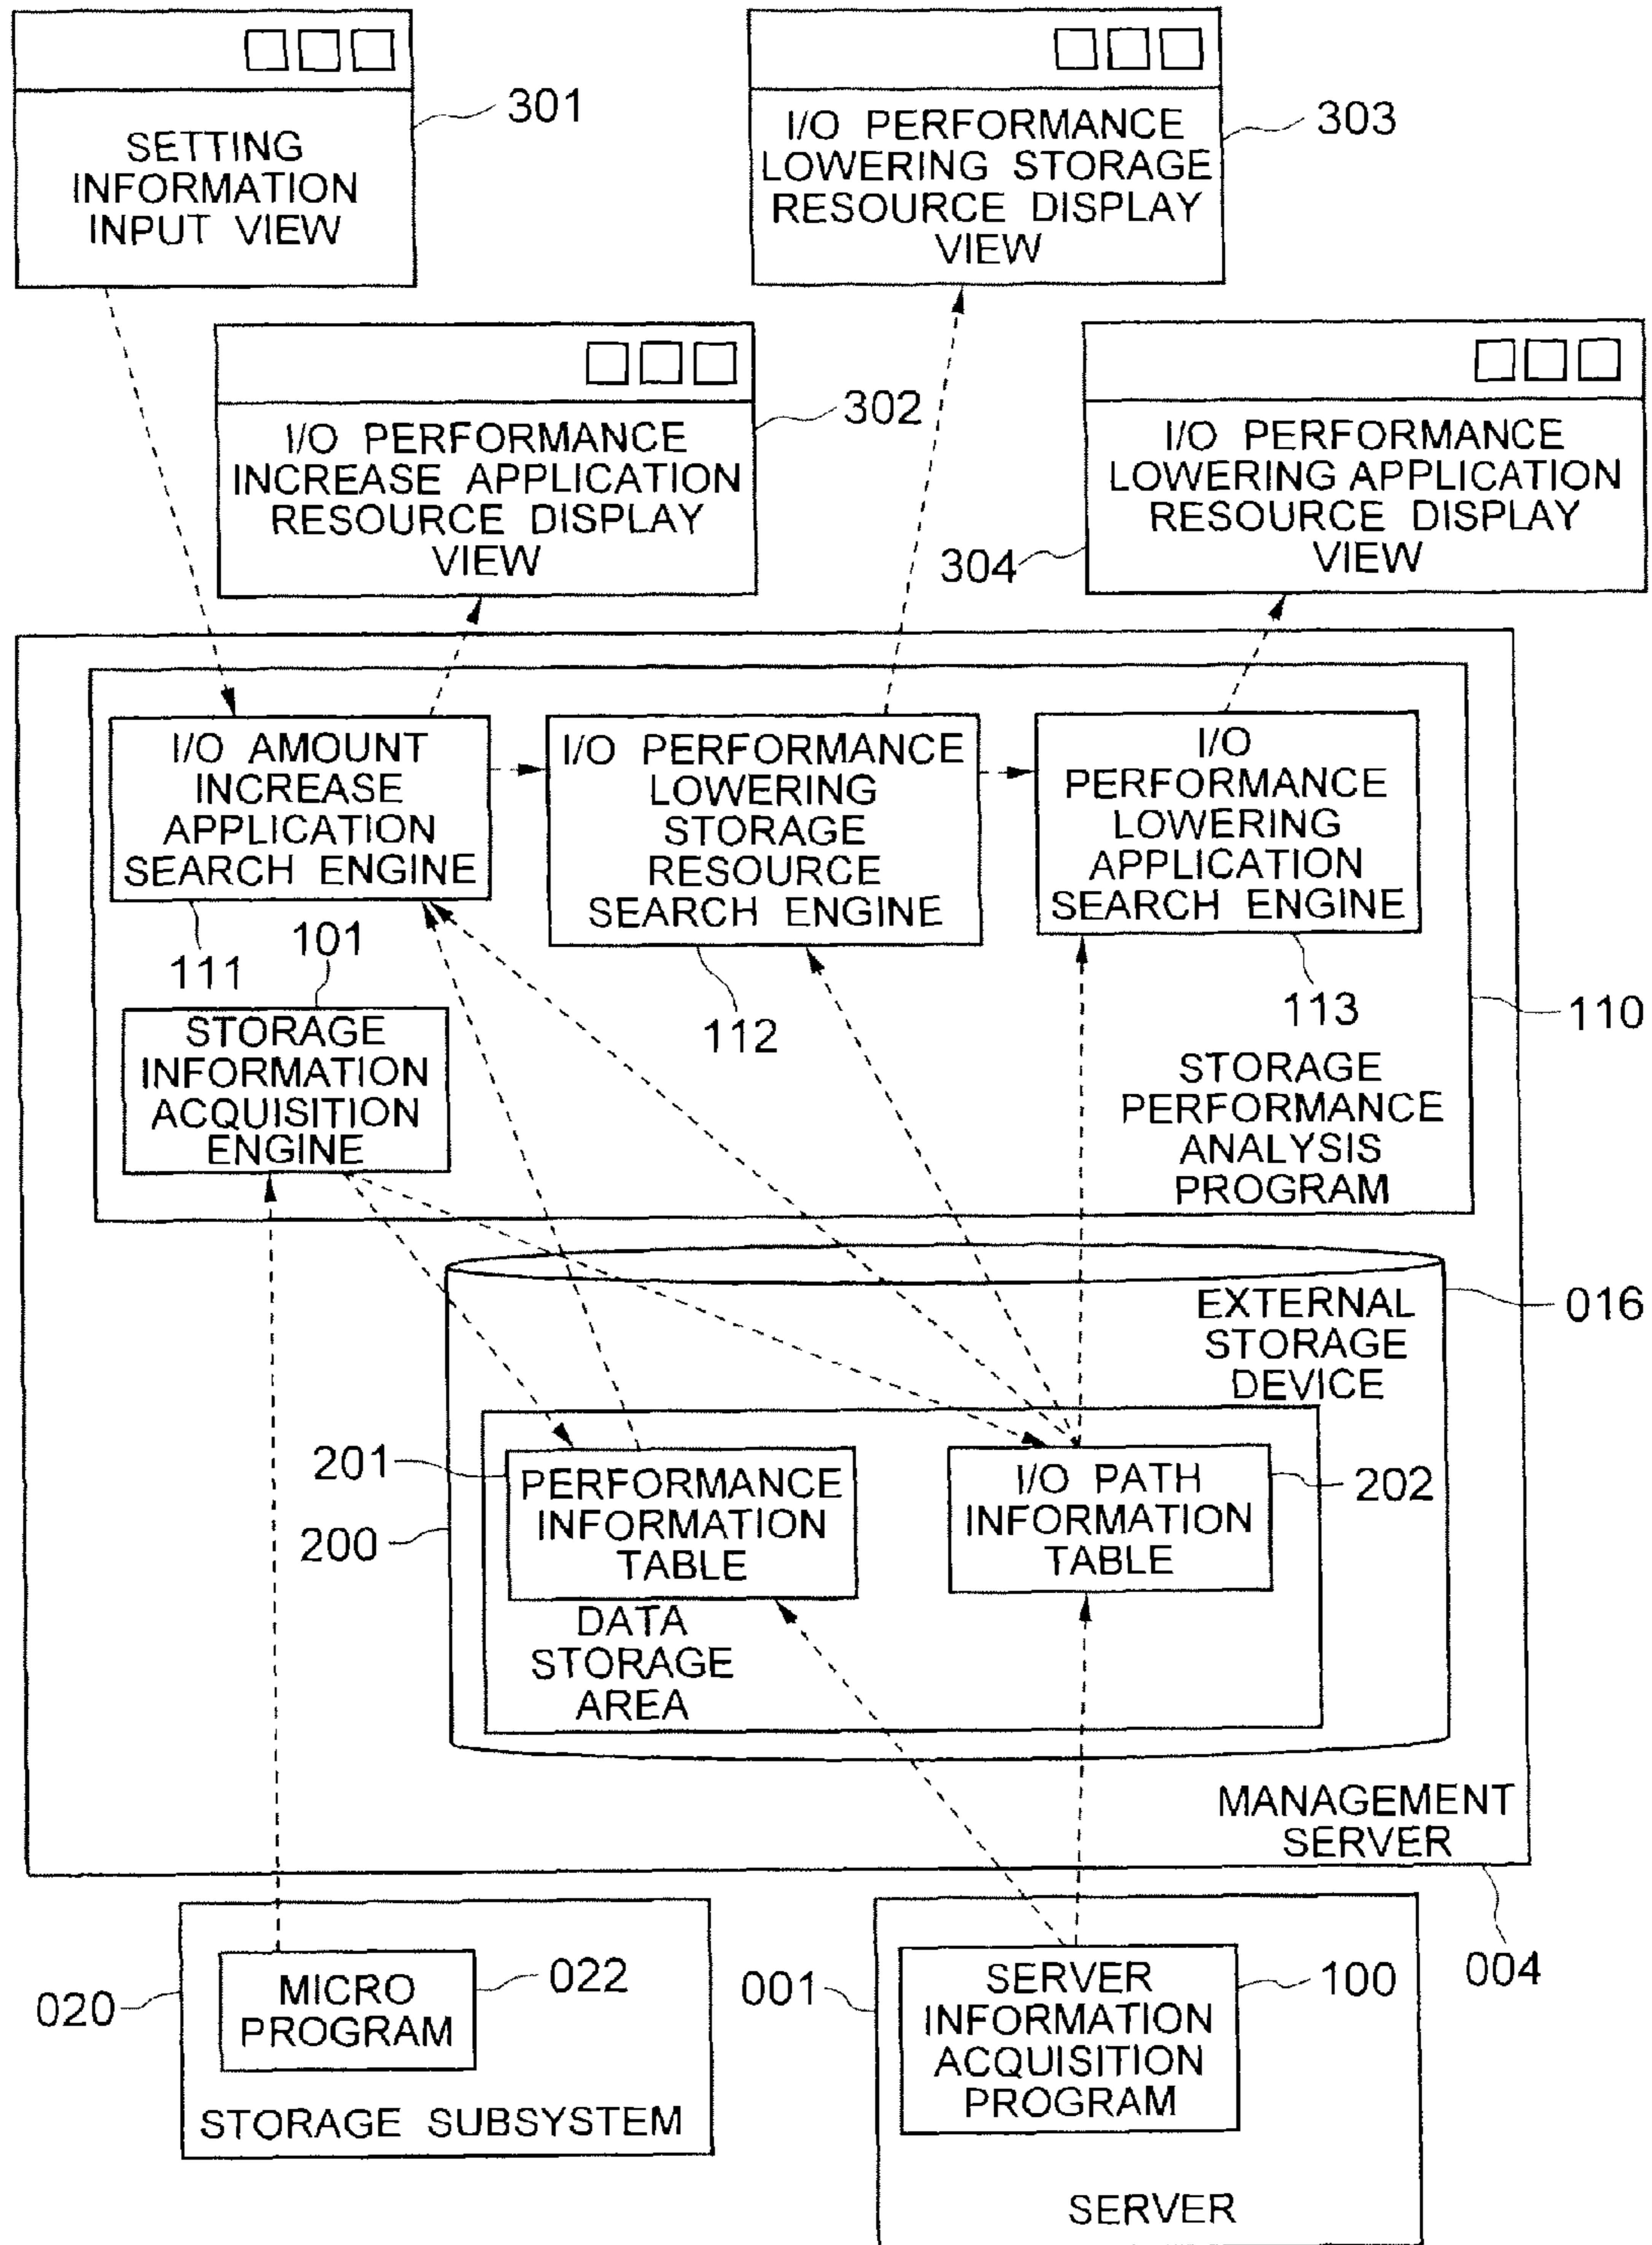 301
SETTING
INFORMATION
INPUT VIEW
303
I/O PERFORMANCE
LOWERING STORAGE
RESOURCE DISPLAY
VIEW
302
I/O PERFORMANCE
INCREASE APPLICATION
RESOURCE DISPLAY
VIEW
304
I/O PERFORMANCE
LOWERING APPLICATION
RESOURCE DISPLAY
VIEW
I/O AMOUNT
INCREASE
APPLICATION
SEARCH ENGINE
111
I/O PERFORMANCE
LOWERING
STORAGE
RESOURCE
SEARCH ENGINE
112
I/O
PERFORMANCE
LOWERING
APPLICATION
SEARCH ENGINE
113
101
STORAGE
INFORMATION
ACQUISITION
ENGINE
110
STORAGE
PERFORMANCE
ANALYSIS
PROGRAM
016
EXTERNAL
STORAGE
DEVICE
201
PERFORMANCE
INFORMATION
TABLE
200
I/O PATH
INFORMATION
TABLE
202
DATA
STORAGE
AREA
MANAGEMENT
SERVER
004
020
MICRO
PROGRAM
022
STORAGE SUBSYSTEM
001
SERVER
INFORMATION
ACQUISITION
PROGRAM
100
SERVER